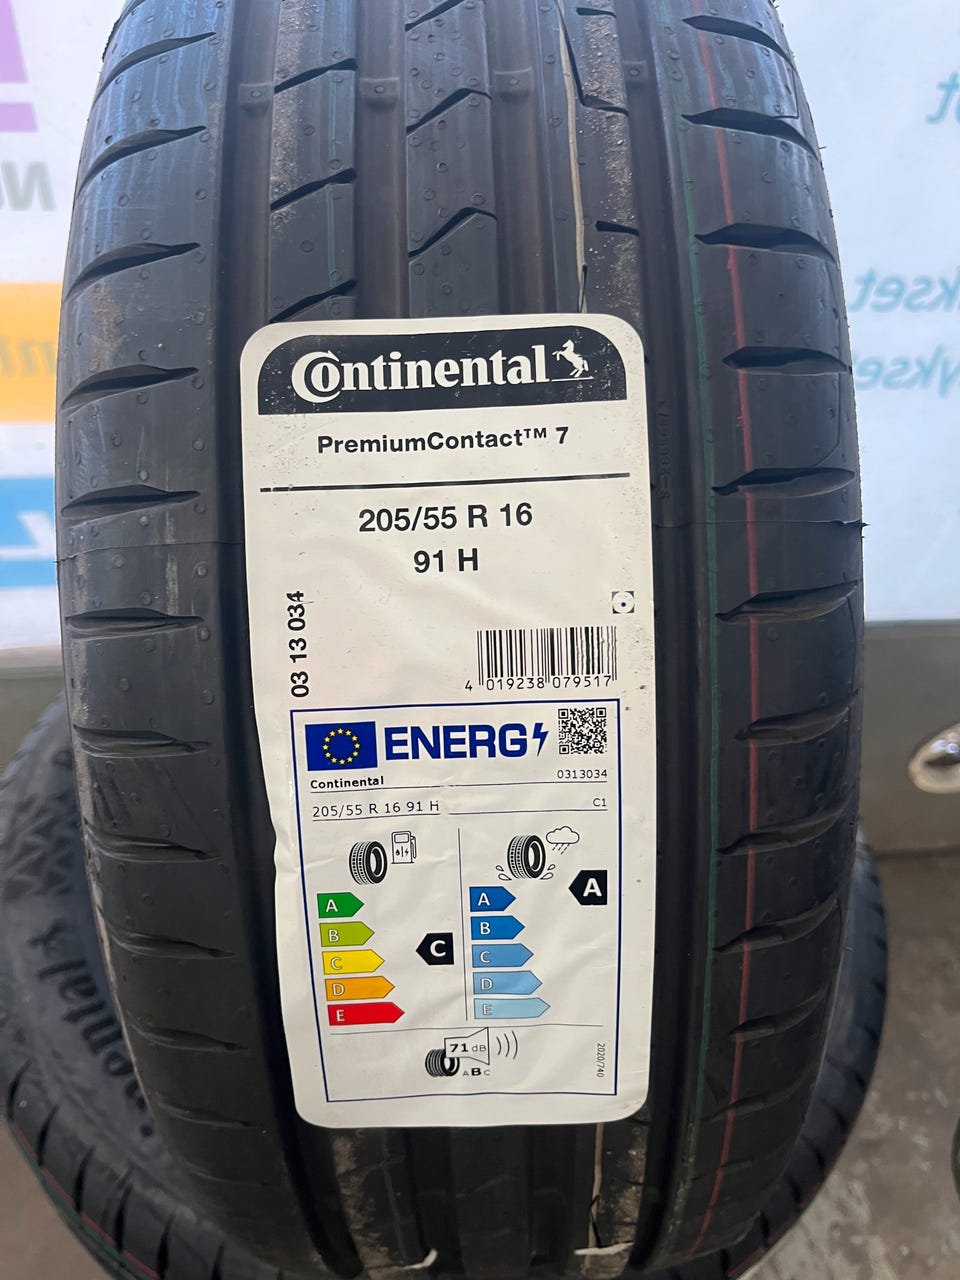 Continental
PremiumContact™ 7
205/55 R 16
91 H
03 13 034
4 019238 079517
ENERG
Continental 0313034
205/55 R 16 91 H C1
A
A
A
B
B
C
C
C
D
D
E
E
71 dB
ABC
2020/740